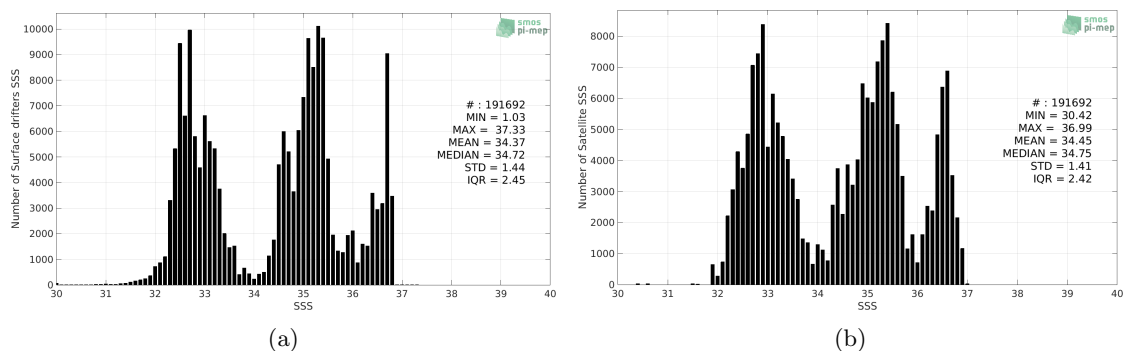 10000
9000
8000
7000
6000
5000
4000
3000
2000
1000
0
Number of Surface drifters SSS
30 31 32 33 34 35 36 37 38 39 40
SSS
smos
pi-mep
# : 191692
MIN = 1.03
MAX = 37.33
MEAN = 34.37
MEDIAN = 34.72
STD = 1.44
IQR = 2.45
(a)
8000
7000
6000
5000
4000
3000
2000
1000
0
Number of Satellite SSS
30 31 32 33 34 35 36 37 38 39 40
SSS
smos
pi-mep
# : 191692
MIN = 30.42
MAX = 36.99
MEAN = 34.45
MEDIAN = 34.75
STD = 1.41
IQR = 2.42
(b)